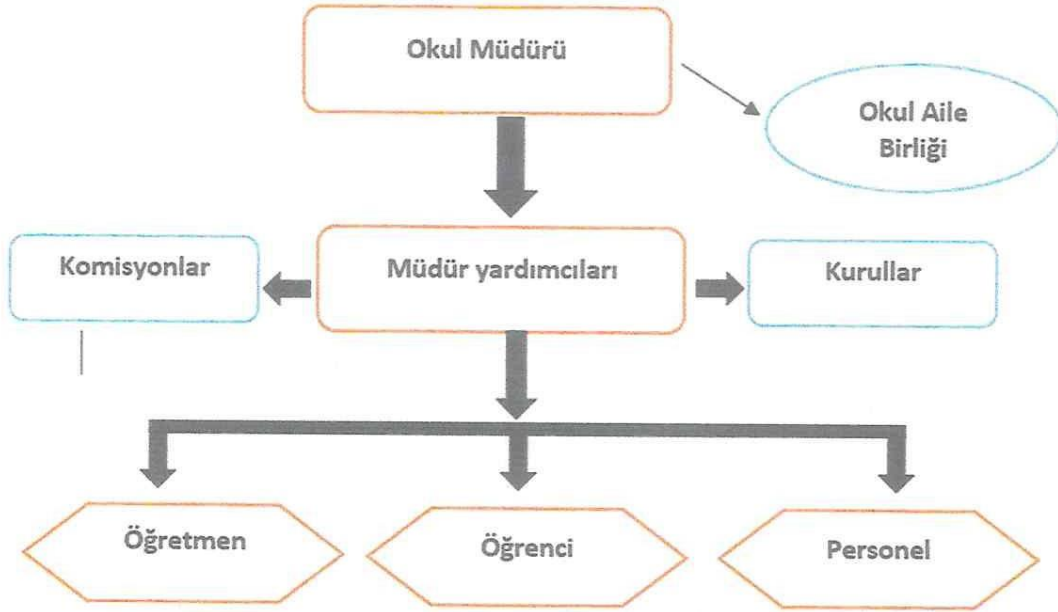 Okul Müdürü
Okul Aile
Birliği
Komisyonlar
Müdür yardımcıları
Kurullar
Öğretmen
Öğrenci
Personel